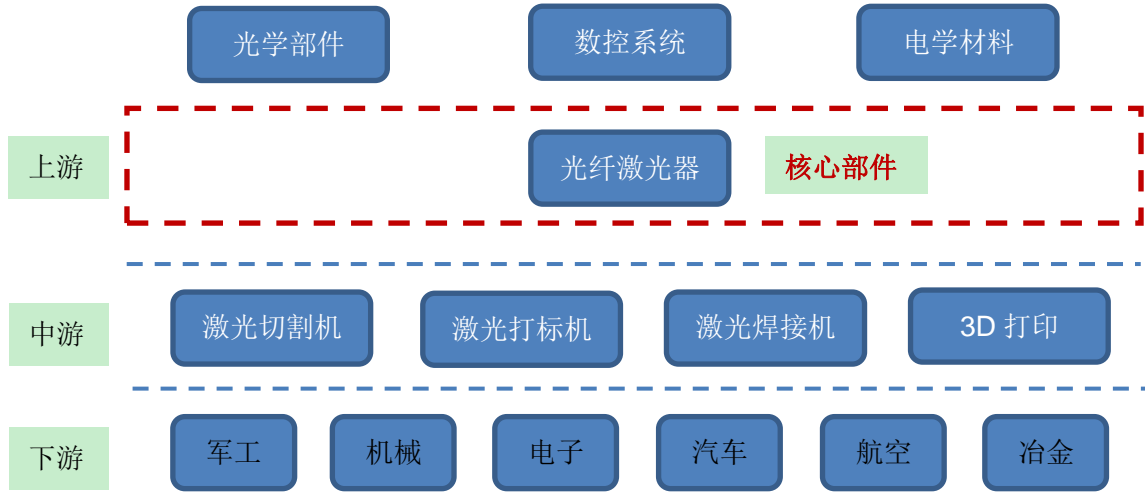 光学部件
数控系统
电学材料
上游
光纤激光器
核心部件
中游
激光切割机
激光打标机
激光焊接机
3D 打印
下游
军工
机械
电子
汽车
航空
冶金